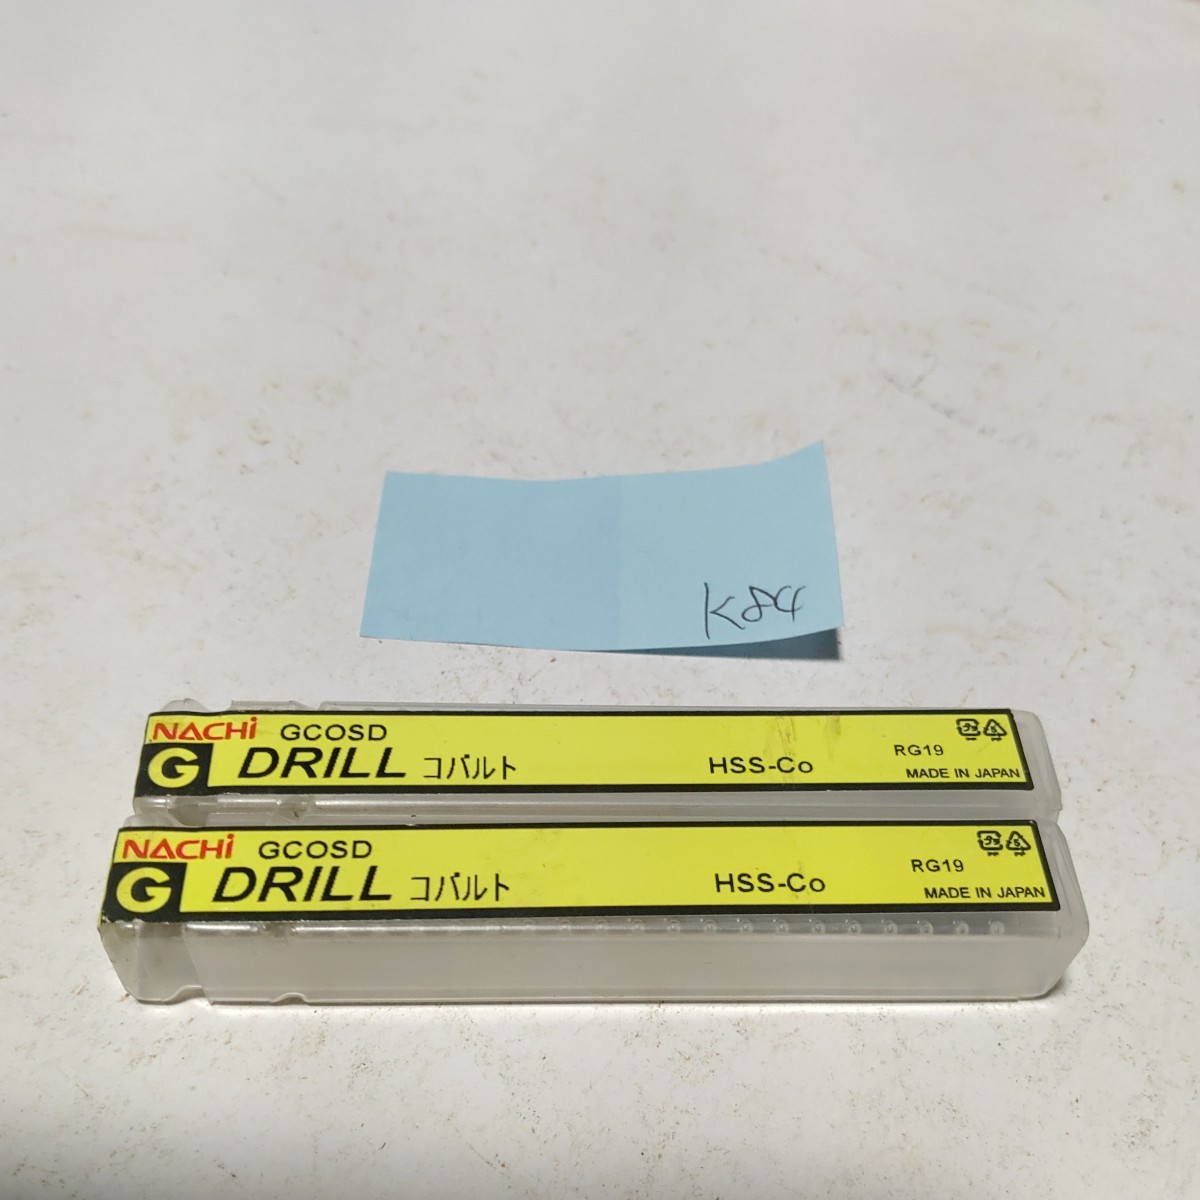 K84
NACHi GCOSD
G DRILL コバルト
HSS-Co
RG19
MADE IN JAPAN
NACHi GCOSD
G DRILL コバルト
HSS-Co
RG19
MADE IN JAPAN